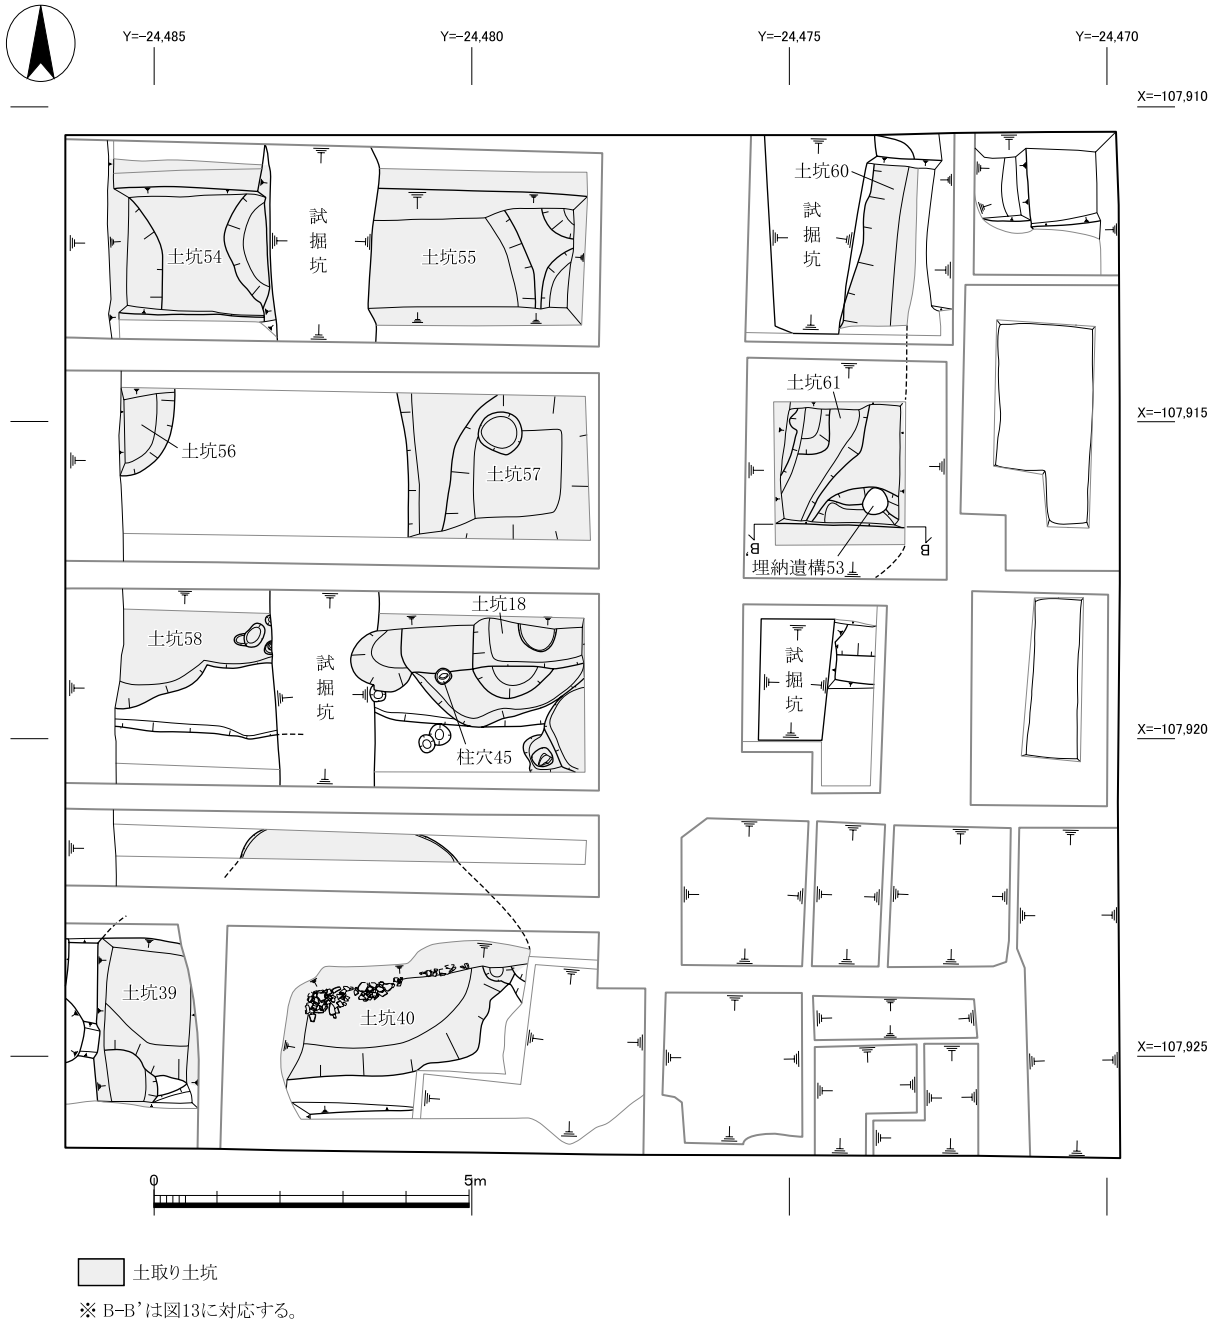 Y=-24,485
Y=-24,480
Y=-24,475
Y=-24,470
X=-107,910
土坑60
試掘坑
試掘坑
土坑54
土坑55
土坑61
X=-107,915
土坑56
土坑57
B'
B
埋納遺構53
土坑18
土坑58
試掘坑
試掘坑
X=-107,920
柱穴45
土坑39
土坑40
X=-107,925
0
5m
土取り土坑
※ B-B’は図13に対応する。